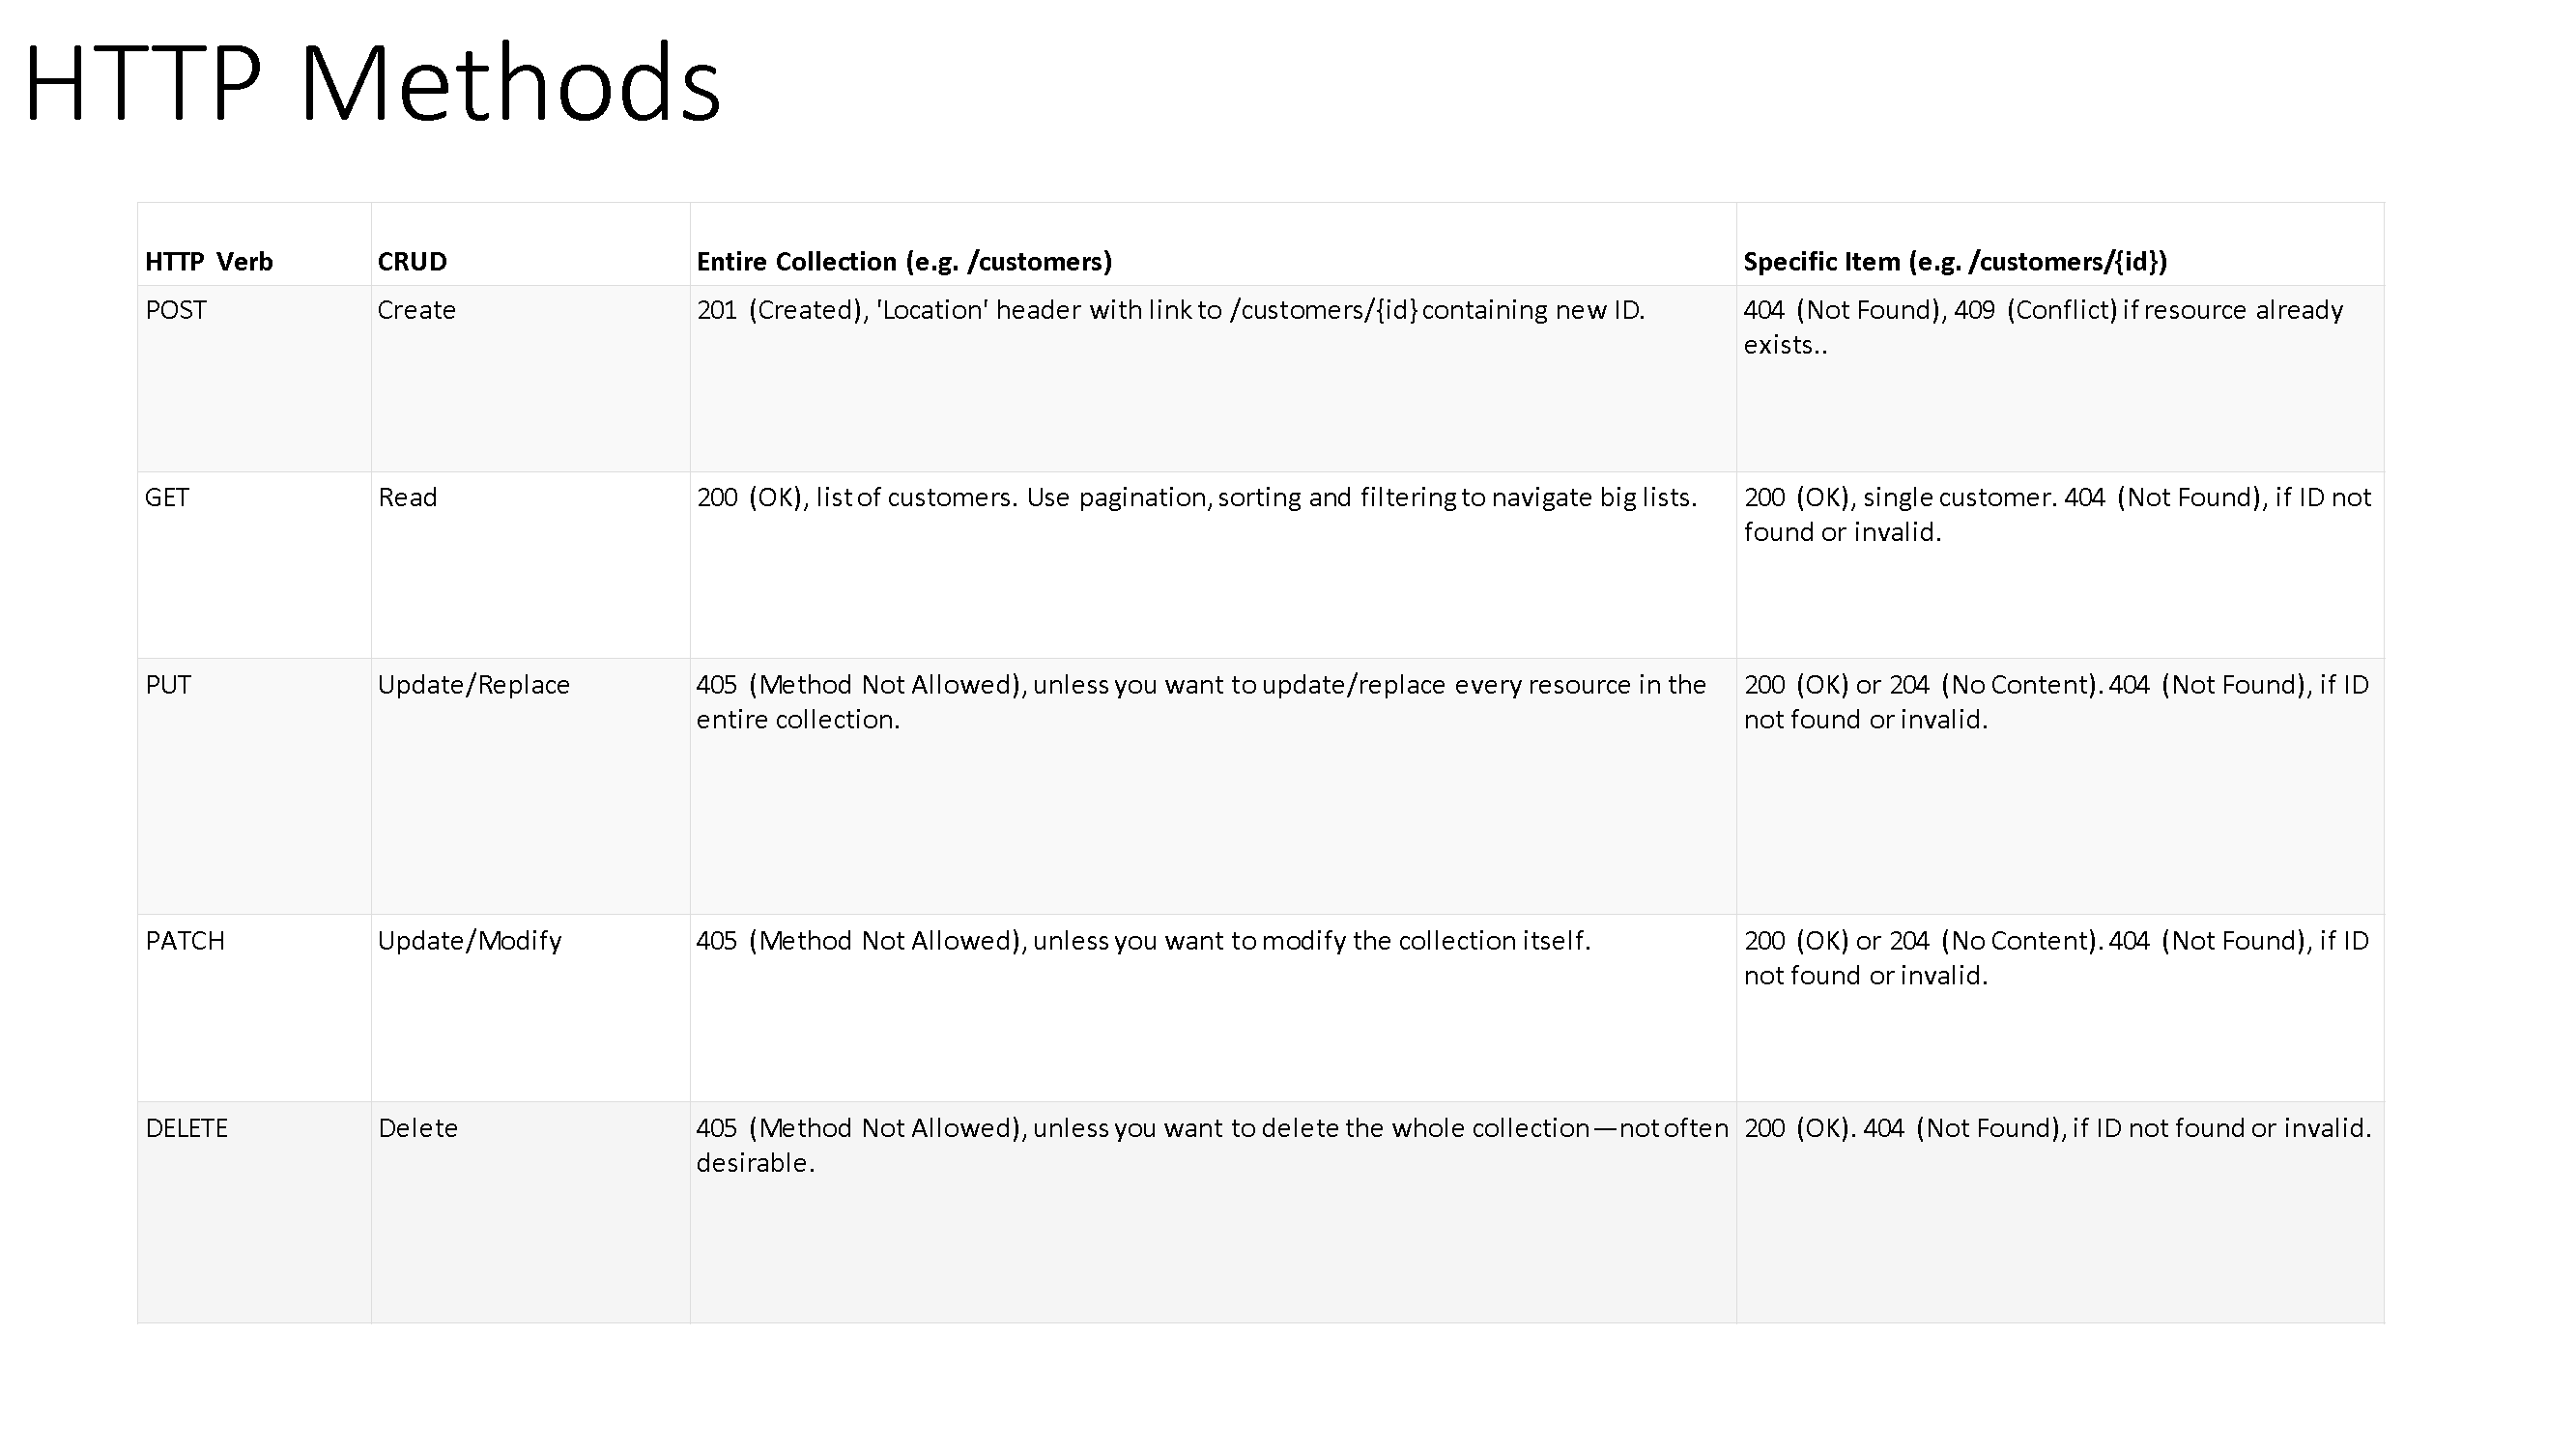 HTTP Methods
HTTP Verb
CRUD
Entire Collection (e.g. /customers)
Specific Item (e.g. /customers/{id})
POST
Create
201 (Created), 'Location' header with link to /customers/{id} containing new ID.
404 (Not Found), 409 (Conflict) if resource already
exists..
GET
Read
200 (OK), list of customers. Use pagination, sorting and filtering to navigate big lists.
200 (OK), single customer. 404 (Not Found), if ID not
found or invalid.
PUT
Update/Replace
405 (Method Not Allowed), unless you want to update/replace every resource in the
entire collection.
200 (OK) or 204 (No Content). 404 (Not Found), if ID
not found or invalid.
PATCH
Update/Modify
405 (Method Not Allowed), unless you want to modify the collection itself.
200 (OK) or 204 (No Content). 404 (Not Found), if ID
not found or invalid.
DELETE
Delete
405 (Method Not Allowed), unless you want to delete the whole collection—not often
desirable.
200 (OK). 404 (Not Found), if ID not found or invalid.